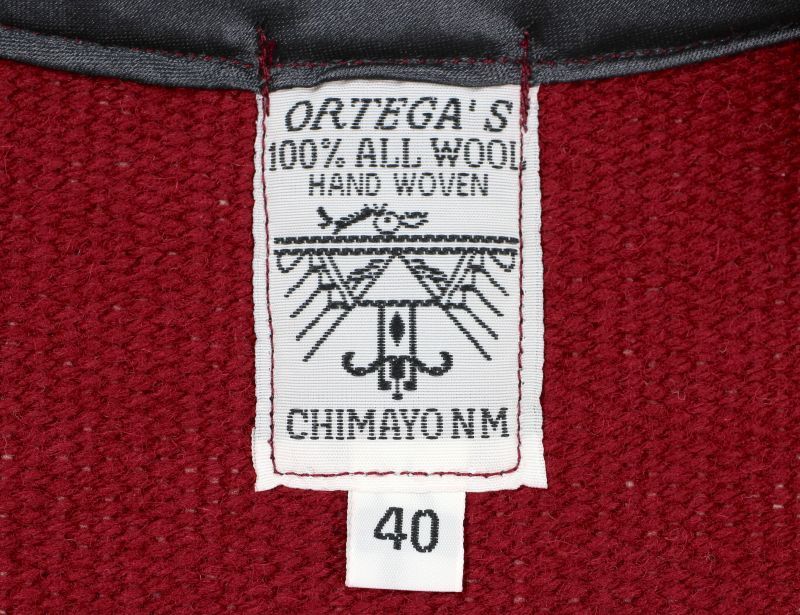 ORTEGA'S
100% ALL WOOL
HAND WOVEN
CHIMAYO NM
40